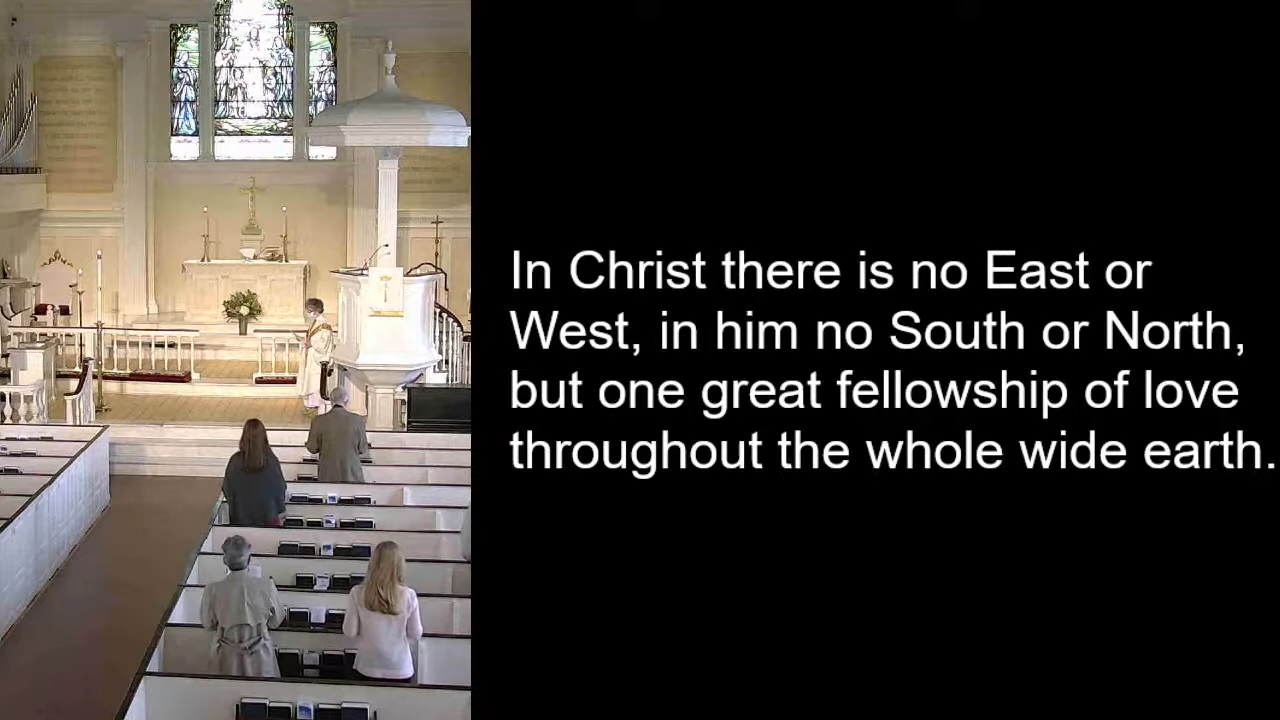 In Christ there is no East or
West, in him no South or North,
but one great fellowship of love
throughout the whole wide earth.